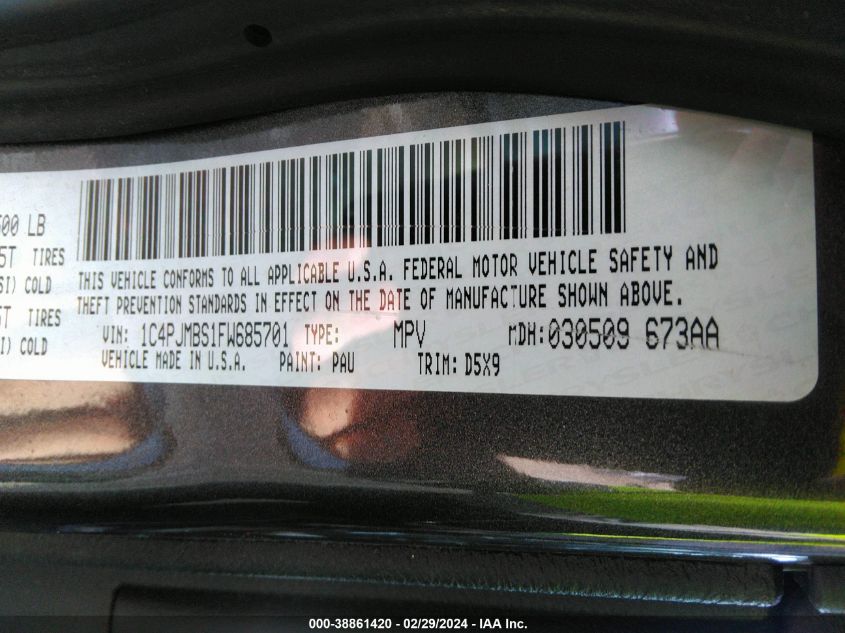 00 LB
5T TIRES
SI) COLD
5T TIRES
I) COLD
THIS VEHICLE CONFORMS TO ALL APPLICABLE U.S.A. FEDERAL MOTOR VEHICLE SAFETY AND
THEFT PREVENTION STANDARDS IN EFFECT ON THE DATE OF MANUFACTURE SHOWN ABOVE.
VIN: 1C4PJMBS1FW685701 TYPE: MPV MDH: 030509 673AA
VEHICLE MADE IN U.S.A. PAINT: PAU TRIM: D5X9
000-38861420 - 02/29/2024 - IAA Inc.